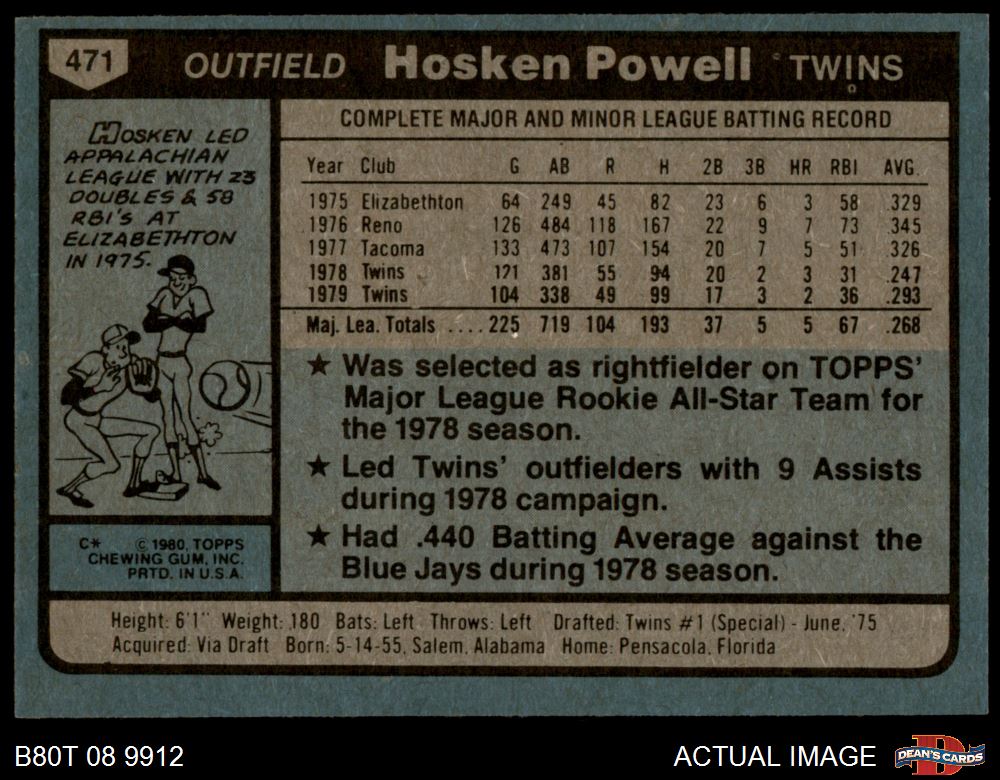 471 OUTFIELD Hosken Powell TWINS
HOSKEN LED
APPALACHIAN
LEAGUE WITH 23
DOUBLES & 58
RBI'S AT
ELIZABETHTON
IN 1975.
COMPLETE MAJOR AND MINOR LEAGUE BATTING RECORD
Year Club G AB R H 2B 3B HR RBI AVG.
1975 Elizabethton 64 249 45 82 23 6 3 58 .329
1976 Reno 126 484 118 167 22 9 7 73 .345
1977 Tacoma 133 473 107 154 20 7 5 51 .326
1978 Twins 121 381 55 94 20 2 3 31 .247
1979 Twins 104 338 49 99 17 3 2 36 .293
Maj. Lea. Totals ....225 719 104 193 37 5 5 67 .268
★ Was selected as rightfielder on TOPPS'
Major League Rookie All-Star Team for
the 1978 season.
★ Led Twins' outfielders with 9 Assists
during 1978 campaign.
★ Had .440 Batting Average against the
Blue Jays during 1978 season.
C* © 1980, TOPPS
CHEWING GUM, INC.
PRTD. IN U.S.A.
Height: 6'1" Weight: 180 Bats: Left Throws: Left Drafted: Twins #1 (Special) - June, '75
Acquired: Via Draft Born: 5-14-55, Salem, Alabama Home: Pensacola, Florida
B80T 08 9912 ACTUAL IMAGE D DEAN'S CARDS